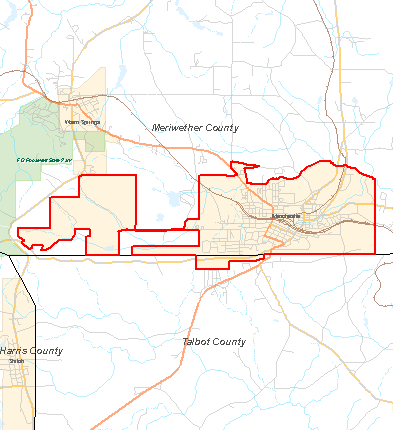 Warm Springs
Meriwether County
F D Roosevelt State Park
Manchester
Talbot County
Harris County
Shiloh